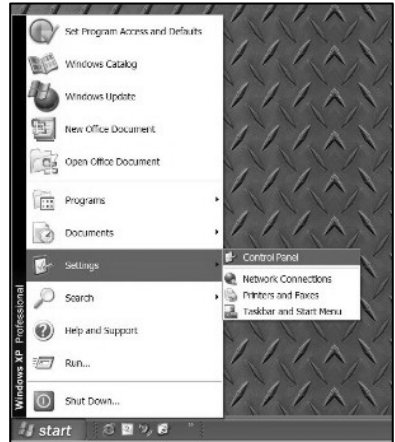 Set Program Access and Defaults
Windows Catalog
Windows Update
New Office Document
Open Office Document
Programs
Documents
Settings
Control Panel
Network Connections
Printers and Faxes
Taskbar and Start Menu
Search
Help and Support
Run...
Shut Down...
Windows XP Professional
start